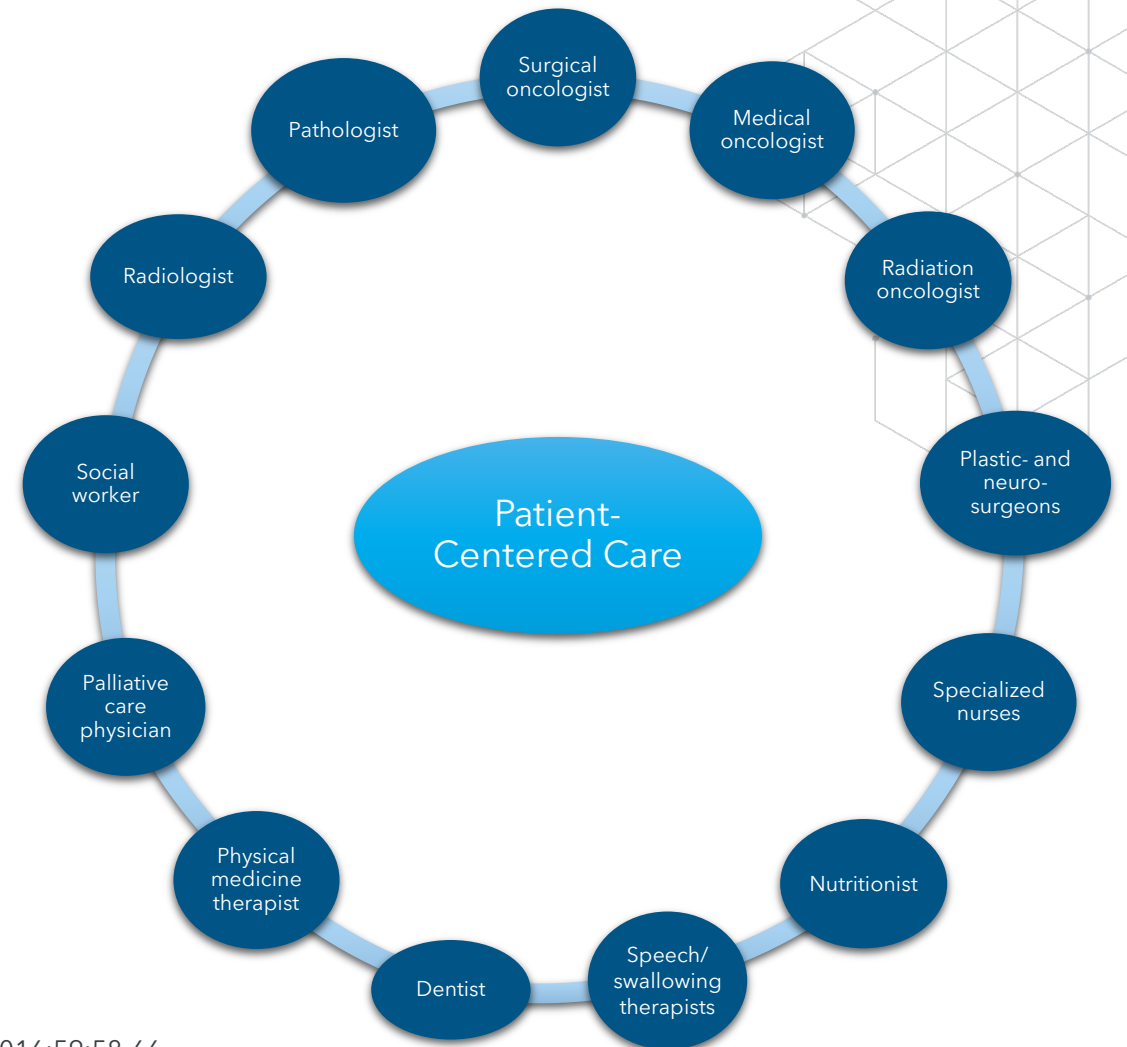 Surgical
oncologist
Medical
oncologist
Radiation
oncologist
Plastic- and
neuro-
surgeons
Specialized
nurses
Nutritionist
Speech/
swallowing
therapists
Dentist
Physical
medicine
therapist
Palliative
care
physician
Social
worker
Radiologist
Pathologist
Patient-
Centered Care